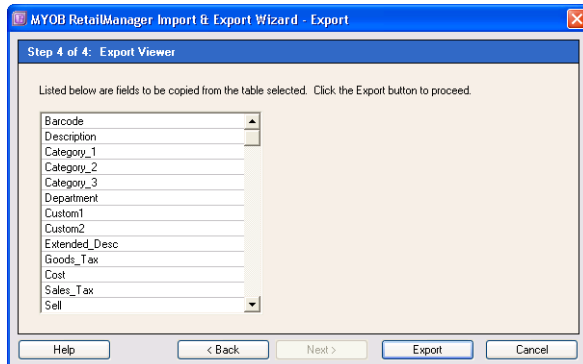 MYOB RetailManager Import & Export Wizard - Export
Step 4 of 4: Export Viewer
Listed below are fields to be copied from the table selected. Click the Export button to proceed.
Barcode
Description
Category_1
Category_2
Category_3
Department
Custom1
Custom2
Extended_Desc
Goods_Tax
Cost
Sales_Tax
Sell
Help
< Back
Next >
Export
Cancel